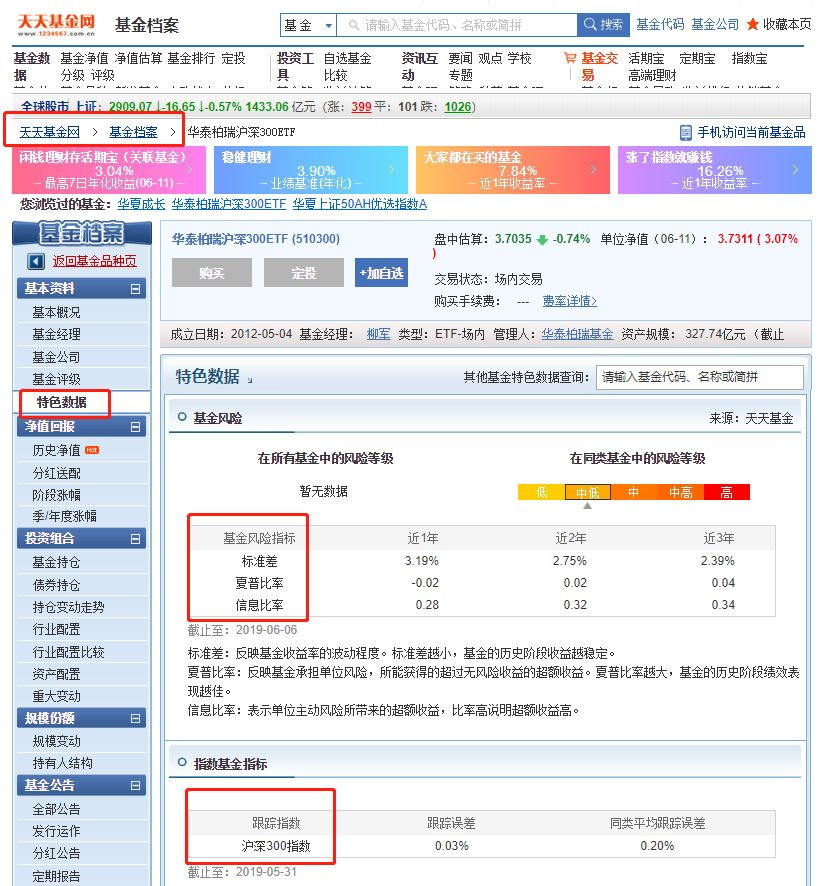 天天基金网
www.1234567.com.cn
基金档案
基金 请输入基金代码、名称或简拼 搜索 基金代码 基金公司 收藏本页
基金数据 基金净值 净值估算 基金排行 定投 分级 评级
投资工具 自选基金 比较
资讯互动 要闻 观点 学校 专题
基金交易 活期宝 定期宝 指数宝 高端理财
全球股市 上证：2909.07↓-16.65↓-0.57% 1433.06 亿元（涨：399 平：101 跌：1026）
天天基金网 > 基金档案 > 华泰柏瑞沪深300ETF
手机访问当前基金品
闲钱理财存活期宝（关联基金）
3.04%
最高7日年化收益(06-11)
稳健理财
3.90%
业绩基准(年化)
大家都在买的基金
7.84%
近1年收益率
涨了指数就赚钱
16.26%
近1年收益率
您浏览过的基金：华夏成长 华泰柏瑞沪深300ETF 华夏上证50AH优选指数A
基金档案
返回基金品种页
基本资料
基本概况
基金经理
基金公司
基金评级
特色数据
净值回报
历史净值 Hot
分红送配
阶段涨幅
季/年度涨幅
投资组合
基金持仓
债券持仓
持仓变动走势
行业配置
行业配置比较
资产配置
重大变动
规模份额
规模变动
持有人结构
基金公告
全部公告
发行运作
分红公告
定期报告
华泰柏瑞沪深300ETF (510300)
购买 定投 +加自选
盘中估算：3.7035 -0.74% 单位净值（06-11）：3.7311 ( 3.07% )
交易状态：场内交易
购买手续费： --- 费率详情>
成立日期：2012-05-04 基金经理：柳军 类型：ETF-场内 管理人：华泰柏瑞基金 资产规模：327.74亿元（截止
特色数据
其他基金特色数据查询：请输入基金代码、名称或简拼
基金风险 来源：天天基金
在所有基金中的风险等级 在同类基金中的风险等级
暂无数据 低 中低 中 中高 高
基金风险指标 近1年 近2年 近3年
标准差 3.19% 2.75% 2.39%
夏普比率 -0.02 0.02 0.04
信息比率 0.28 0.32 0.34
截止至：2019-06-06
标准差：反映基金收益率的波动程度。标准差越小，基金的历史阶段收益越稳定。
夏普比率：反映基金承担单位风险，所能获得的超过无风险收益的超额收益。夏普比率越大，基金的历史阶段绩效表
现越佳。
信息比率：表示单位主动风险所带来的超额收益，比率高说明超额收益高。
指数基金指标
跟踪指数 跟踪误差 同类平均跟踪误差
沪深300指数 0.03% 0.20%
截止至：2019-05-31